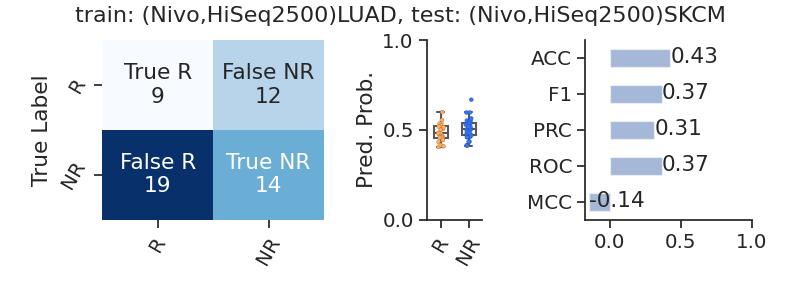 train: (Nivo,HiSeq2500)LUAD, test: (Nivo,HiSeq2500)SKCM
True Label
R
NR
True R
9
False NR
12
False R
19
True NR
14
R
NR
Pred. Prob.
1.0
0.5
0.0
R
NR
ACC
0.43
F1
0.37
PRC
0.31
ROC
0.37
MCC
-0.14
0.0
0.5
1.0